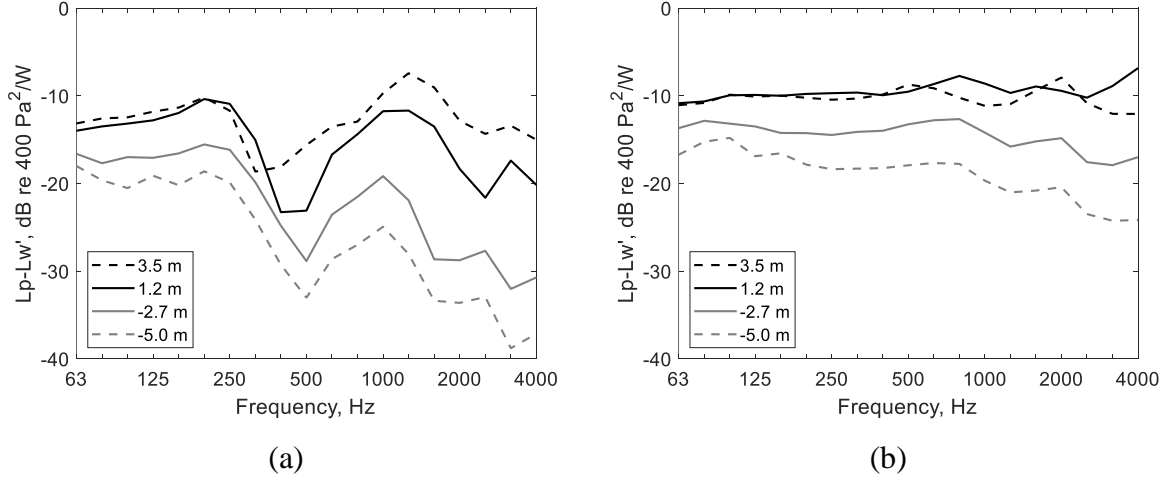 0
-10
-20
-30
-40
Lp-Lw', dB re 400 Pa²/W
3.5 m
1.2 m
-2.7 m
-5.0 m
63 125 250 500 1000 2000 4000
Frequency, Hz
(a)
0
-10
-20
-30
-40
Lp-Lw', dB re 400 Pa²/W
3.5 m
1.2 m
-2.7 m
-5.0 m
63 125 250 500 1000 2000 4000
Frequency, Hz
(b)